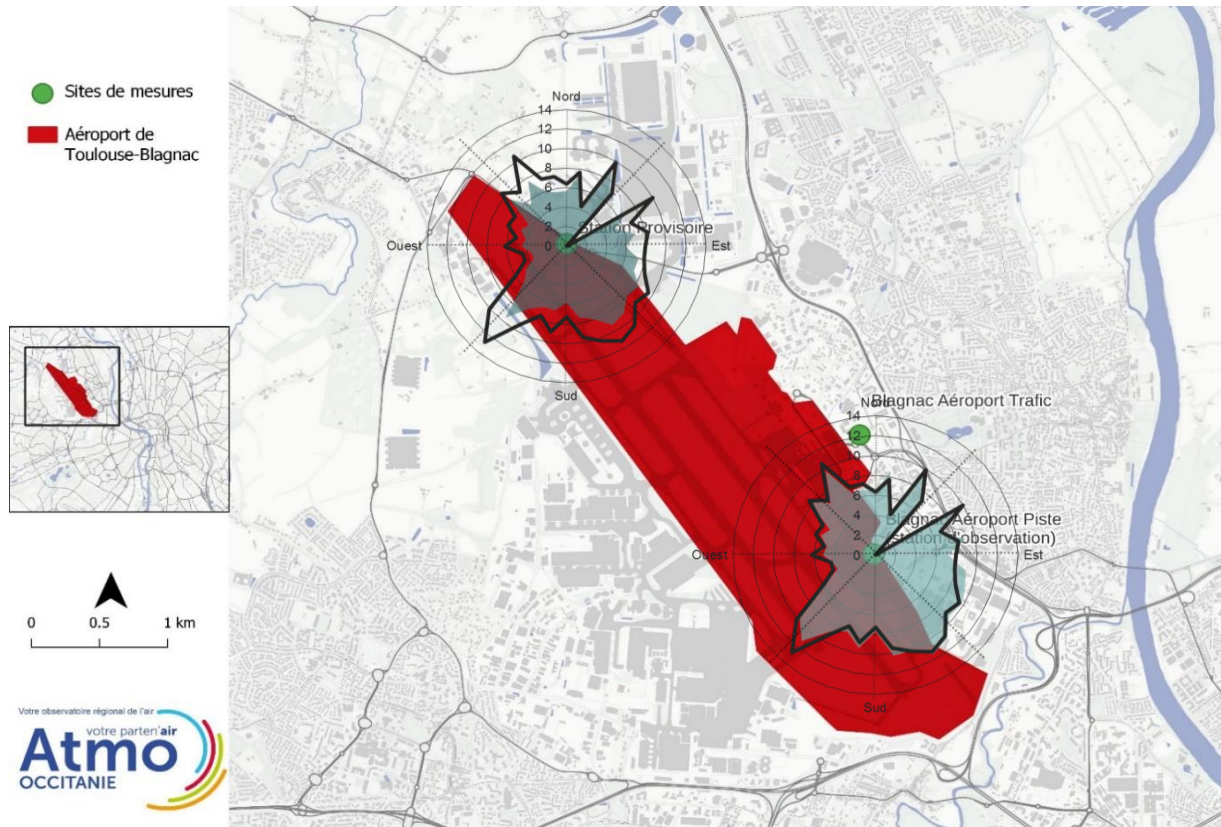 Sites de mesures
Aéroport de
Toulouse-Blagnac
0 0.5 1 km
Votre observatoire régional de l'air
votre parten'air
Atmo
OCCITANIE
Nord
14
12
10
8
6
4
2
0
Station Provisoire
Ouest
Est
Sud
Nord
Blagnac Aéroport Trafic
14
12
10
8
6
4
2
0
Blagnac Aéroport Piste
(station d'observation)
Ouest
Est
Sud